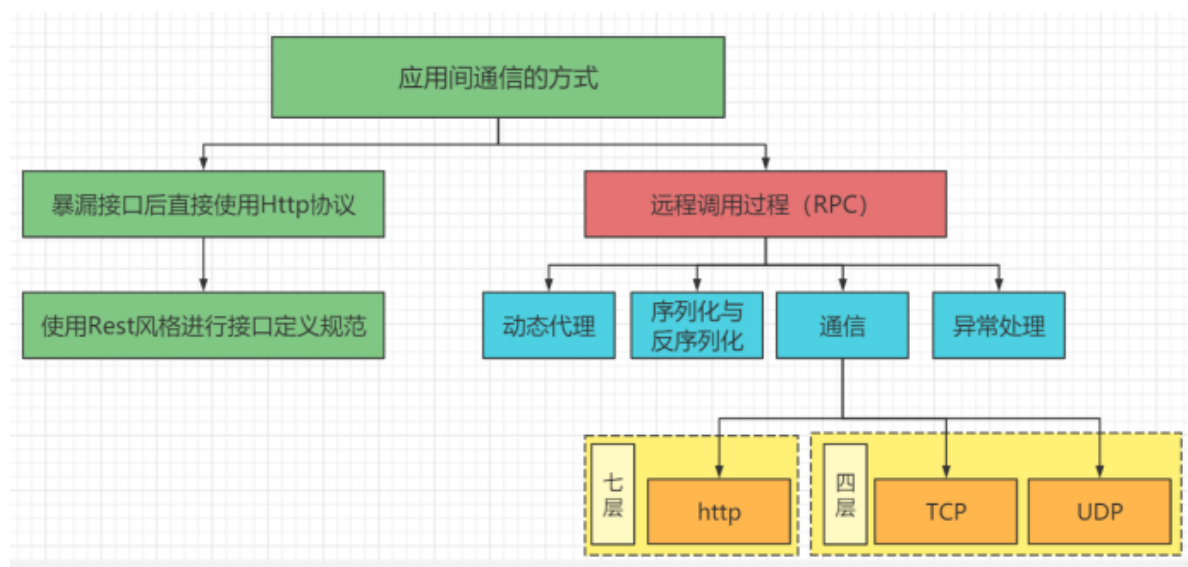 应用间通信的方式
暴漏接口后直接使用Http协议
远程调用过程（RPC）
使用Rest风格进行接口定义规范
动态代理
序列化与
反序列化
通信
异常处理
七
层
http
四
层
TCP
UDP